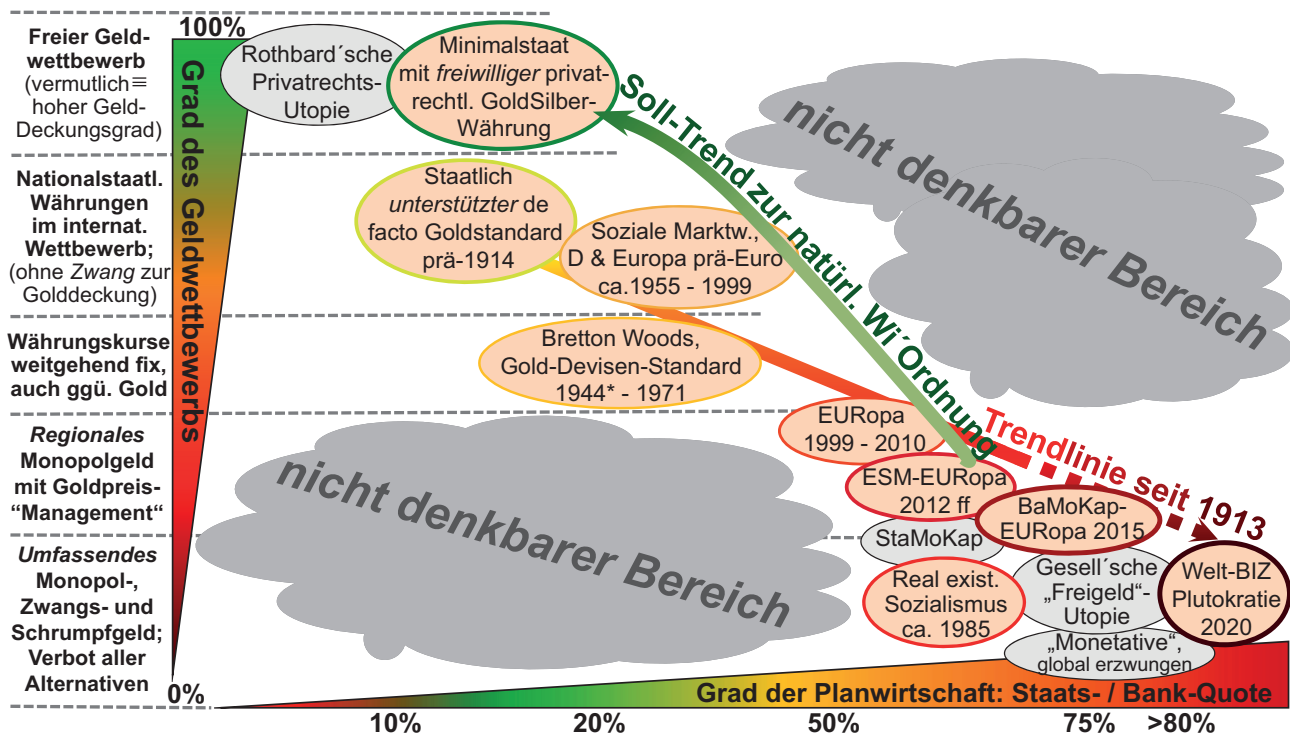 Freier Geld-
wettbewerb
(vermutlich ≡
hoher Geld-
Deckungsgrad)
Nationalstaatl.
Währungen
im internat.
Wettbewerb;
(ohne Zwang zur
Golddeckung)
Währungskurse
weitgehend fix,
auch ggü. Gold
Regionales
Monopolgeld
mit Goldpreis-
“Management“
Umfassendes
Monopol-,
Zwangs- und
Schrumpfgeld;
Verbot aller
Alternativen
100%
Grad des Geldwettbewerbs
0%
Rothbard´sche
Privatrechts-
Utopie
Minimalstaat
mit freiwilliger privat-
rechtl. GoldSilber-
Währung
Staatlich
unterstützter de
facto Goldstandard
prä-1914
Soziale Marktw.,
D & Europa prä-Euro
ca.1955 - 1999
Bretton Woods,
Gold-Devisen-Standard
1944* - 1971
EURopa
1999 - 2010
ESM-EURopa
2012 ff
BaMoKap-
EURopa 2015
StaMoKap
Real exist.
Sozialismus
ca. 1985
Gesell´sche
„Freigeld“-
Utopie
Welt-BIZ
Plutokratie
2020
„Monetative“,
global erzwungen
Soll-Trend zur natürl. Wi´Ordnung
Trendlinie seit 1913
nicht denkbarer Bereich
nicht denkbarer Bereich
Grad der Planwirtschaft: Staats- / Bank-Quote
10%
20%
50%
75%
>80%